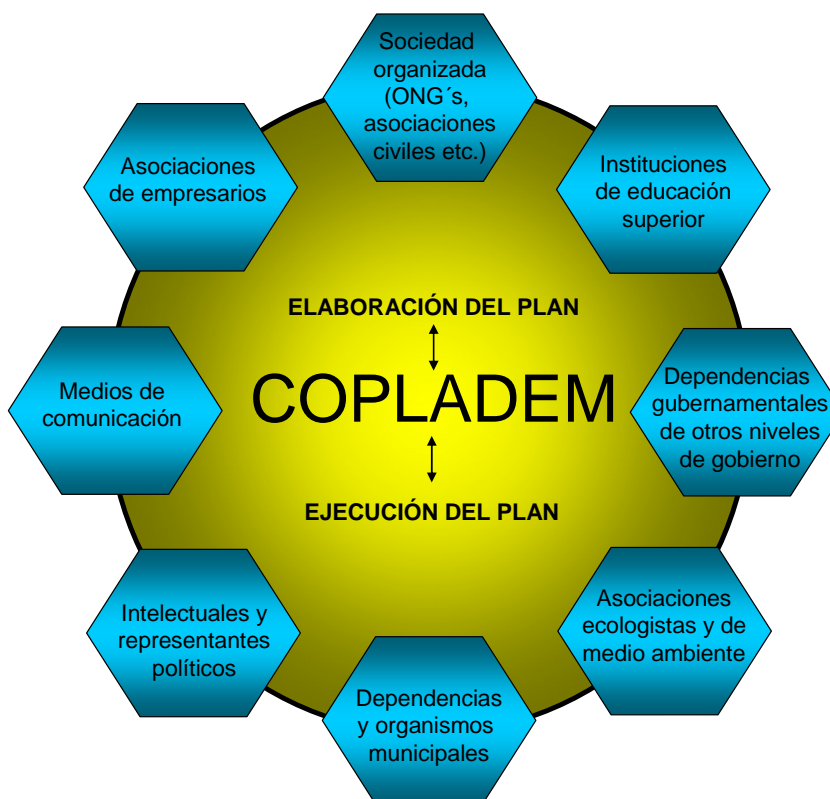 Sociedad
organizada
(ONG´s,
asociaciones
civiles etc.)
Asociaciones
de empresarios
Instituciones
de educación
superior
ELABORACIÓN DEL PLAN
Medios de
comunicación
COPLADEM
Dependencias
gubernamentales
de otros niveles
de gobierno
EJECUCIÓN DEL PLAN
Intelectuales y
representantes
políticos
Asociaciones
ecologistas y de
medio ambiente
Dependencias
y organismos
municipales